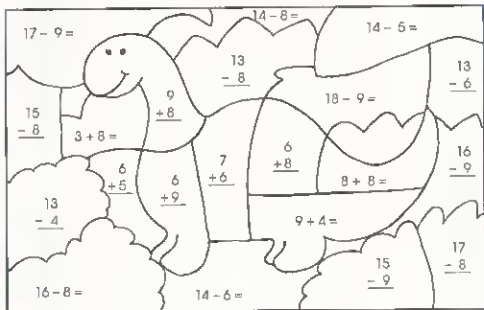 17 – 9 =
14 – 8 =
14 – 5 =
13
– 8
13
– 6
9
+ 8
18 – 9 =
15
– 8
3 + 8 =
6
+ 5
6
+ 9
7
+ 6
6
+ 8
8 + 8 =
16
– 9
13
– 4
9 + 4 =
17
– 8
15
– 9
16 – 8 =
14 – 6 =